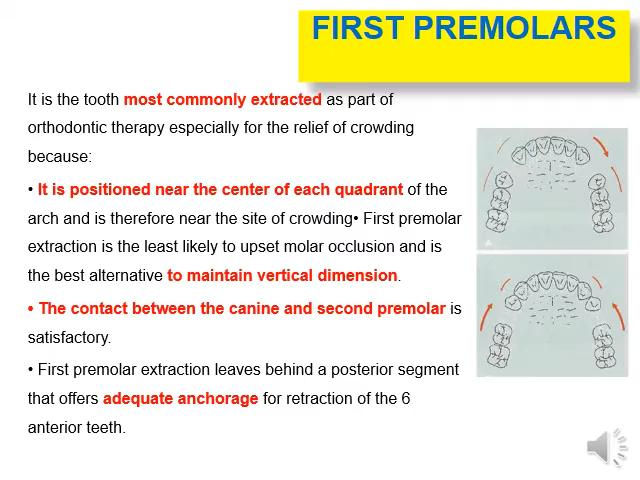 FIRST PREMOLARS
It is the tooth most commonly extracted as part of
orthodontic therapy especially for the relief of crowding
because:
• It is positioned near the center of each quadrant of the
arch and is therefore near the site of crowding• First premolar
extraction is the least likely to upset molar occlusion and is
the best alternative to maintain vertical dimension.
• The contact between the canine and second premolar is
satisfactory.
• First premolar extraction leaves behind a posterior segment
that offers adequate anchorage for retraction of the 6
anterior teeth.